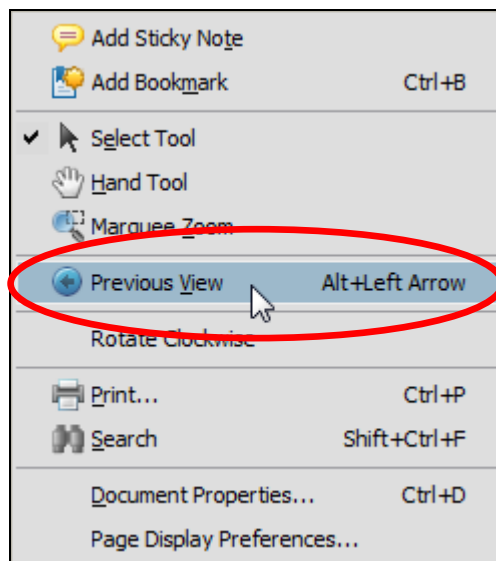 Add Sticky Note
Add Bookmark Ctrl+B
Select Tool
Hand Tool
Marquee Zoom
Previous View Alt+Left Arrow
Rotate Clockwise
Print... Ctrl+P
Search Shift+Ctrl+F
Document Properties... Ctrl+D
Page Display Preferences...